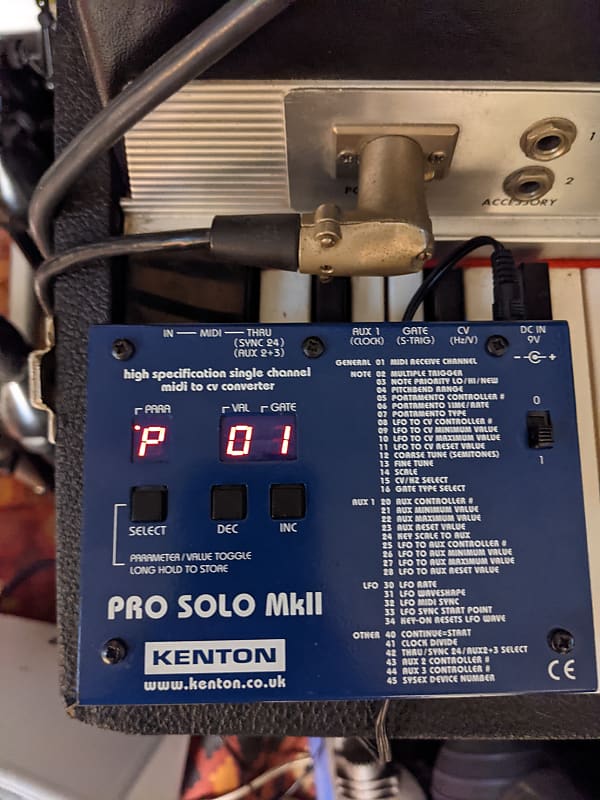 1
2
ACCESSORY
IN — MIDI — THRU
(SYNC 24)
(AUX 2+3)
AUX 1
(CLOCK)
GATE
(S-TRIG)
CV
(Hz/V)
DC IN
9V
- +
high specification single channel
midi to cv converter
PARA
VAL
GATE
P 01
SELECT
DEC
INC
PARAMETER/VALUE TOGGLE
LONG HOLD TO STORE
PRO SOLO MkII
KENTON
www.kenton.co.uk
GENERAL 01 MIDI RECEIVE CHANNEL
NOTE 02 MULTIPLE TRIGGER
03 NOTE PRIORITY LO/HI/NEW
04 PITCHBEND RANGE
05 PORTAMENTO CONTROLLER #
06 PORTAMENTO TIME/RATE
07 PORTAMENTO TYPE
08 LFO TO CV CONTROLLER #
09 LFO TO CV MINIMUM VALUE
10 LFO TO CV MAXIMUM VALUE
11 LFO TO CV RESET VALUE
12 COARSE TUNE (SEMITONES)
13 FINE TUNE
14 SCALE
15 CV/HZ SELECT
16 GATE TYPE SELECT
AUX 1 20 AUX CONTROLLER #
21 AUX MINIMUM VALUE
22 AUX MAXIMUM VALUE
23 AUX RESET VALUE
24 KEY SCALE TO AUX
25 LFO TO AUX CONTROLLER #
26 LFO TO AUX MINIMUM VALUE
27 LFO TO AUX MAXIMUM VALUE
28 LFO TO AUX RESET VALUE
LFO 30 LFO RATE
31 LFO WAVESHAPE
32 LFO MIDI SYNC
33 LFO SYNC START POINT
34 KEY-ON RESETS LFO WAVE
OTHER 40 CONTINUE=START
41 CLOCK DIVIDE
42 THRU/SYNC 24/AUX2+3 SELECT
43 AUX 2 CONTROLLER #
44 AUX 3 CONTROLLER #
45 SYSEX DEVICE NUMBER
0
1
CE